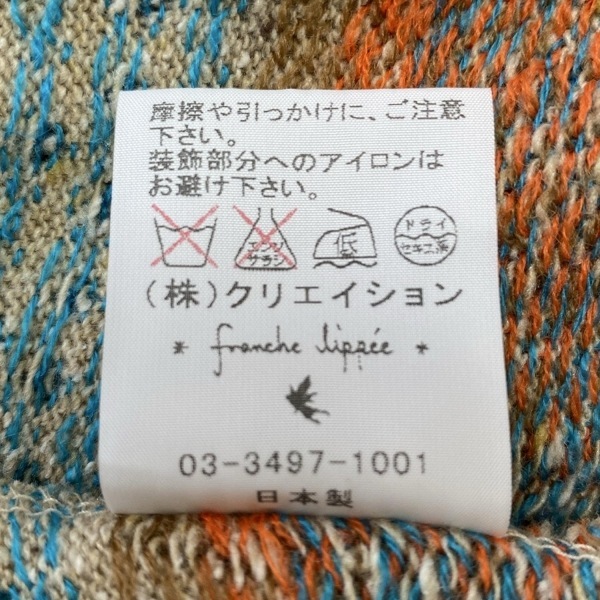 摩擦や引っかけに、ご注意
下さい。
装飾部分へのアイロンは
お避け下さい。
エンソ
サラシ
低
ドライ
セキユ系
(株)クリエイション
* franche lippée *
03-3497-1001
日本製